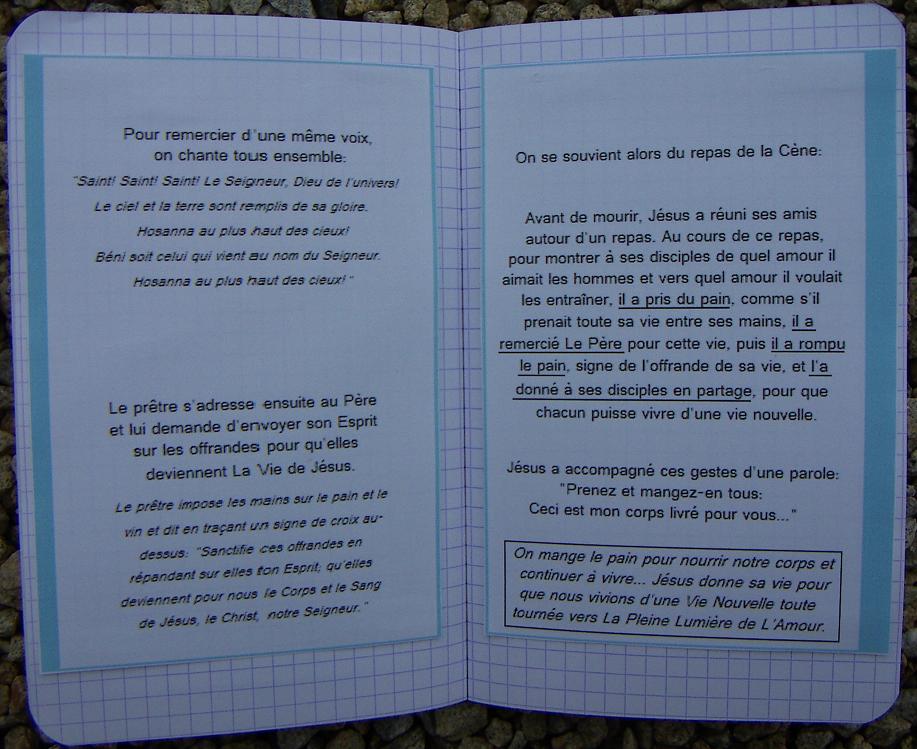 Pour remercier d'une même voix,
on chante tous ensemble:
"Saint! Saint! Saint! Le Seigneur, Dieu de l'univers!
Le ciel et la terre sont remplis de sa gloire.
Hosanna au plus haut des cieux!
Béni soit celui qui vient au nom du Seigneur.
Hosanna au plus haut des cieux!"
Le prêtre s'adresse ensuite au Père
et lui demande d'envoyer son Esprit
sur les offrandes pour qu'elles
deviennent La Vie de Jésus.
Le prêtre impose les mains sur le pain et le
vin et dit en traçant un signe de croix au-
dessus: "Sanctifie ces offrandes en
répandant sur elles ton Esprit; qu'elles
deviennent pour nous le Corps et le Sang
de Jésus, le Christ, notre Seigneur."
On se souvient alors du repas de la Cène:
Avant de mourir, Jésus a réuni ses amis
autour d'un repas. Au cours de ce repas,
pour montrer à ses disciples de quel amour il
aimait les hommes et vers quel amour il voulait
les entraîner, il a pris du pain, comme s'il
prenait toute sa vie entre ses mains, il a
remercié Le Père pour cette vie, puis il a rompu
le pain, signe de l'offrande de sa vie, et l'a
donné à ses disciples en partage, pour que
chacun puisse vivre d'une vie nouvelle.
Jésus a accompagné ces gestes d'une parole:
"Prenez et mangez-en tous:
Ceci est mon corps livré pour vous..."
On mange le pain pour nourrir notre corps et
continuer à vivre... Jésus donne sa vie pour
que nous vivions d'une Vie Nouvelle toute
tournée vers La Pleine Lumière de L'Amour.